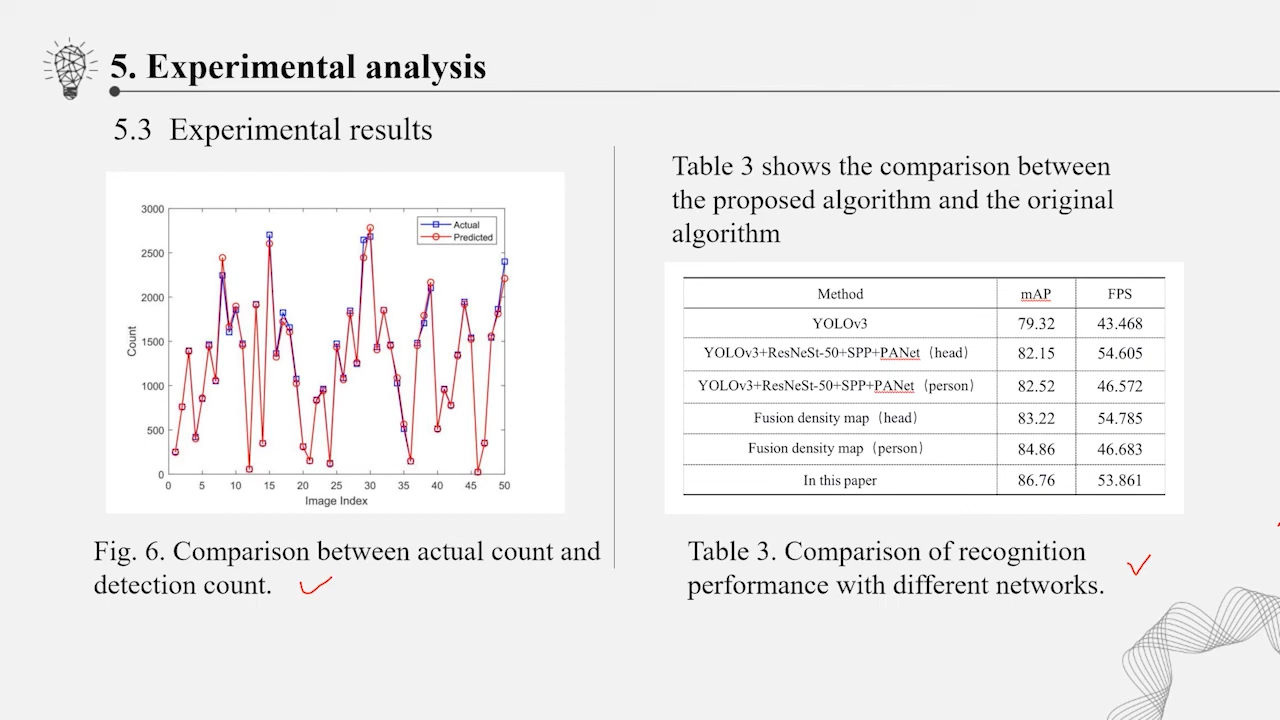 5. Experimental analysis
5.3 Experimental results
3000
2500
2000
1500
1000
500
0
Count
0 5 10 15 20 25 30 35 40 45 50
Image Index
Actual
Predicted
Fig. 6. Comparison between actual count and
detection count.
Table 3 shows the comparison between
the proposed algorithm and the original
algorithm
Method mAP FPS
YOLOv3 79.32 43.468
YOLOv3+ResNeSt-50+SPP+PANet（head） 82.15 54.605
YOLOv3+ResNeSt-50+SPP+PANet （person） 82.52 46.572
Fusion density map（head） 83.22 54.785
Fusion density map（person） 84.86 46.683
In this paper 86.76 53.861
Table 3. Comparison of recognition
performance with different networks.